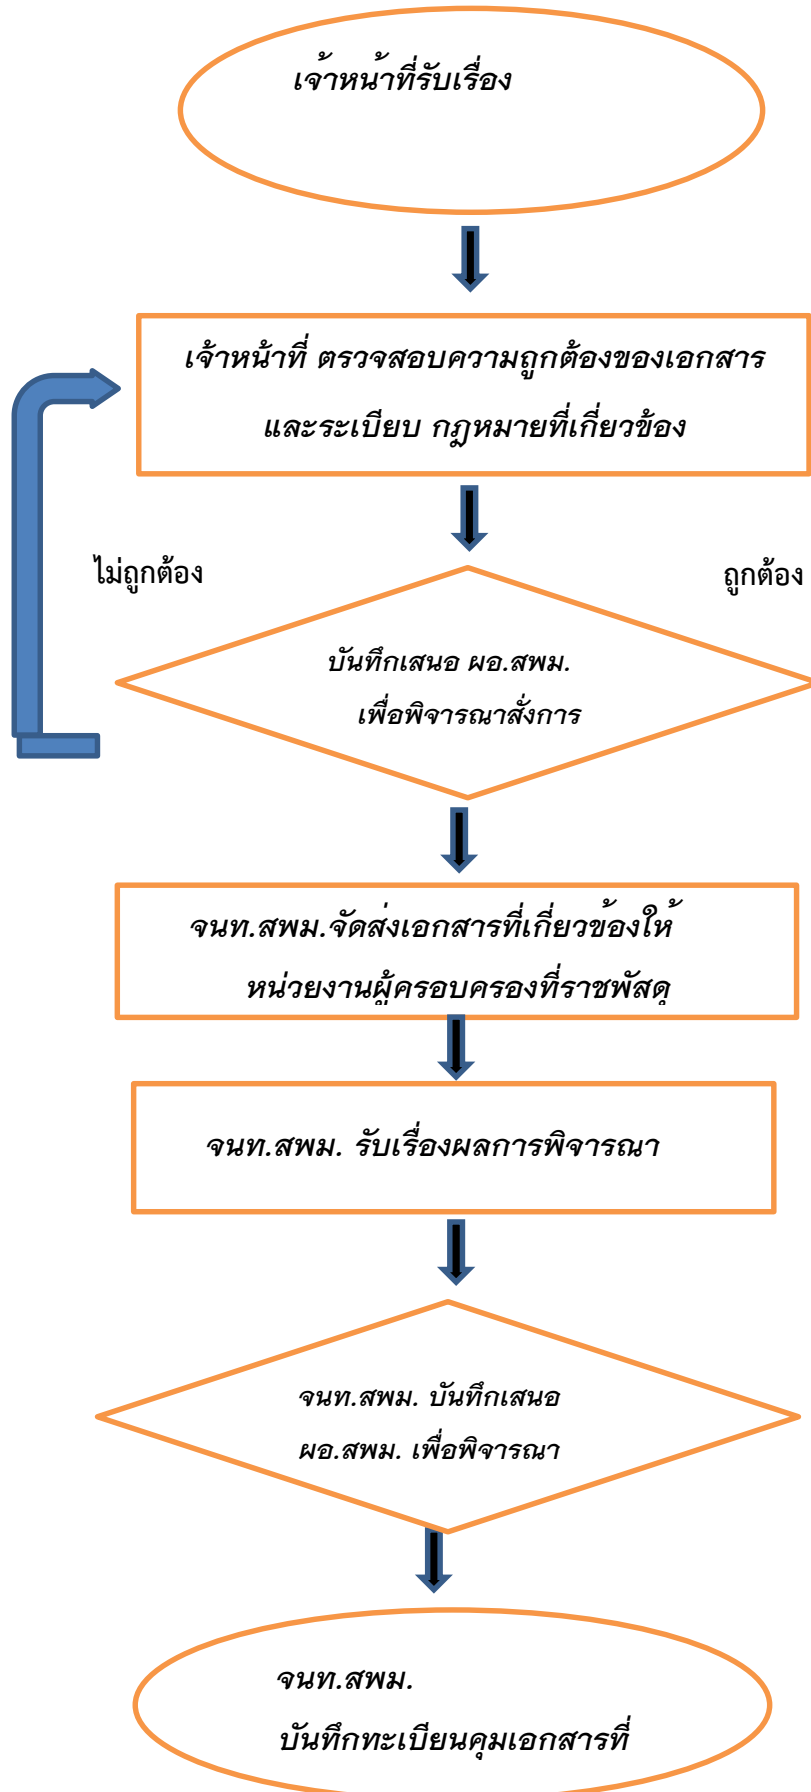 เจ้าหน้าที่รับเรื่อง
เจ้าหน้าที่ ตรวจสอบความถูกต้องของเอกสาร
และระเบียบ กฎหมายที่เกี่ยวข้อง
ไม่ถูกต้อง
ถูกต้อง
บันทึกเสนอ ผอ.สพม.
เพื่อพิจารณาสั่งการ
จนท.สพม.จัดส่งเอกสารที่เกี่ยวข้องให้
หน่วยงานผู้ครอบครองที่ราชพัสดุ
จนท.สพม. รับเรื่องผลการพิจารณา
จนท.สพม. บันทึกเสนอ
ผอ.สพม. เพื่อพิจารณา
จนท.สพม.
บันทึกทะเบียนคุมเอกสารที่